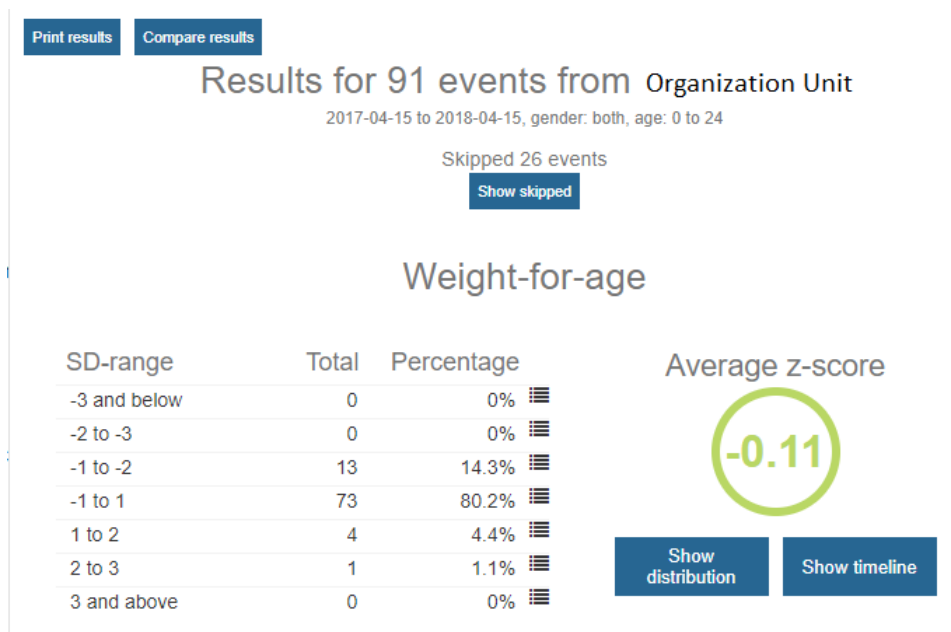 Print results Compare results
Results for 91 events from Organization Unit
2017-04-15 to 2018-04-15, gender: both, age: 0 to 24
Skipped 26 events
Show skipped
Weight-for-age
SD-range Total Percentage
-3 and below 0 0%
-2 to -3 0 0%
-1 to -2 13 14.3%
-1 to 1 73 80.2%
1 to 2 4 4.4%
2 to 3 1 1.1%
3 and above 0 0%
Average z-score
-0.11
Show
distribution
Show timeline